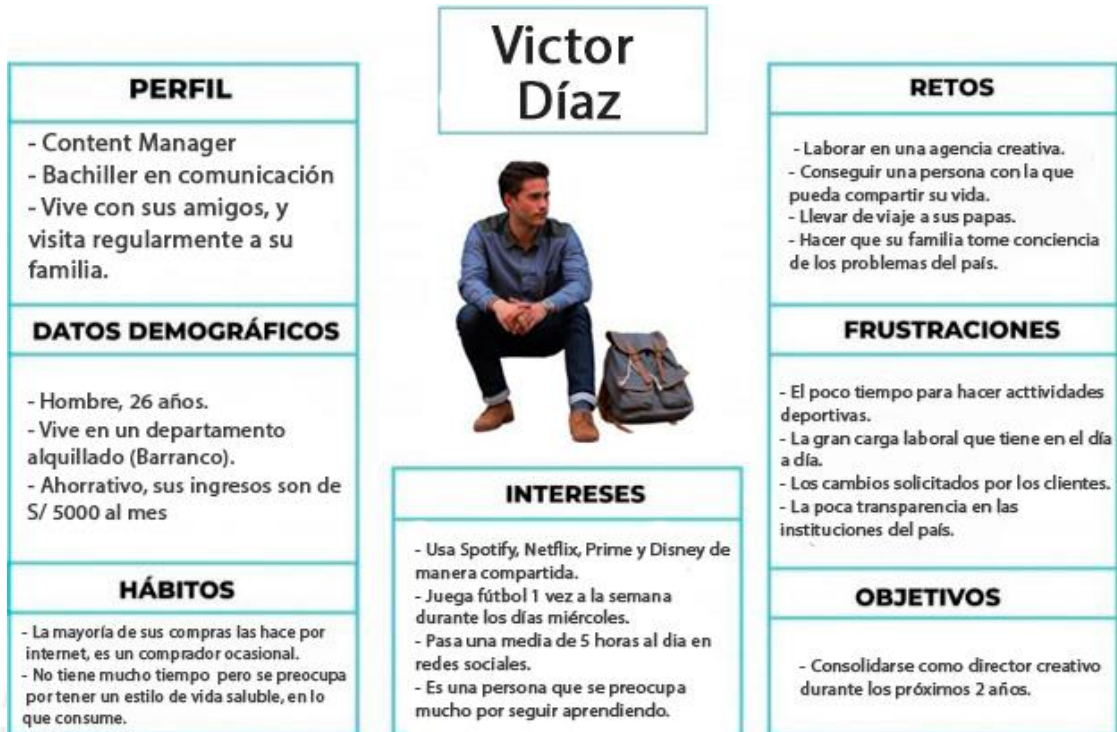 Victor
Díaz
PERFIL
- Content Manager
- Bachiller en comunicación
- Vive con sus amigos, y
visita regularmente a su
familia.
DATOS DEMOGRÁFICOS
- Hombre, 26 años.
- Vive en un departamento
alquillado (Barranco).
- Ahorrativo, sus ingresos son de
S/ 5000 al mes
HÁBITOS
- La mayoría de sus compras las hace por
internet, es un comprador ocasional.
- No tiene mucho tiempo pero se preocupa
por tener un estilo de vida saluble, en lo
que consume.
INTERESES
- Usa Spotify, Netflix, Prime y Disney de
manera compartida.
- Juega fútbol 1 vez a la semana
durante los días miércoles.
- Pasa una media de 5 horas al dia en
redes sociales.
- Es una persona que se preocupa
mucho por seguir aprendiendo.
RETOS
- Laborar en una agencia creativa.
- Conseguir una persona con la que
pueda compartir su vida.
- Llevar de viaje a sus papas.
- Hacer que su familia tome conciencia
de los problemas del país.
FRUSTRACIONES
- El poco tiempo para hacer acttividades
deportivas.
- La gran carga laboral que tiene en el día
a día.
- Los cambios solicitados por los clientes.
- La poca transparencia en las
instituciones del país.
OBJETIVOS
- Consolidarse como director creativo
durante los próximos 2 años.